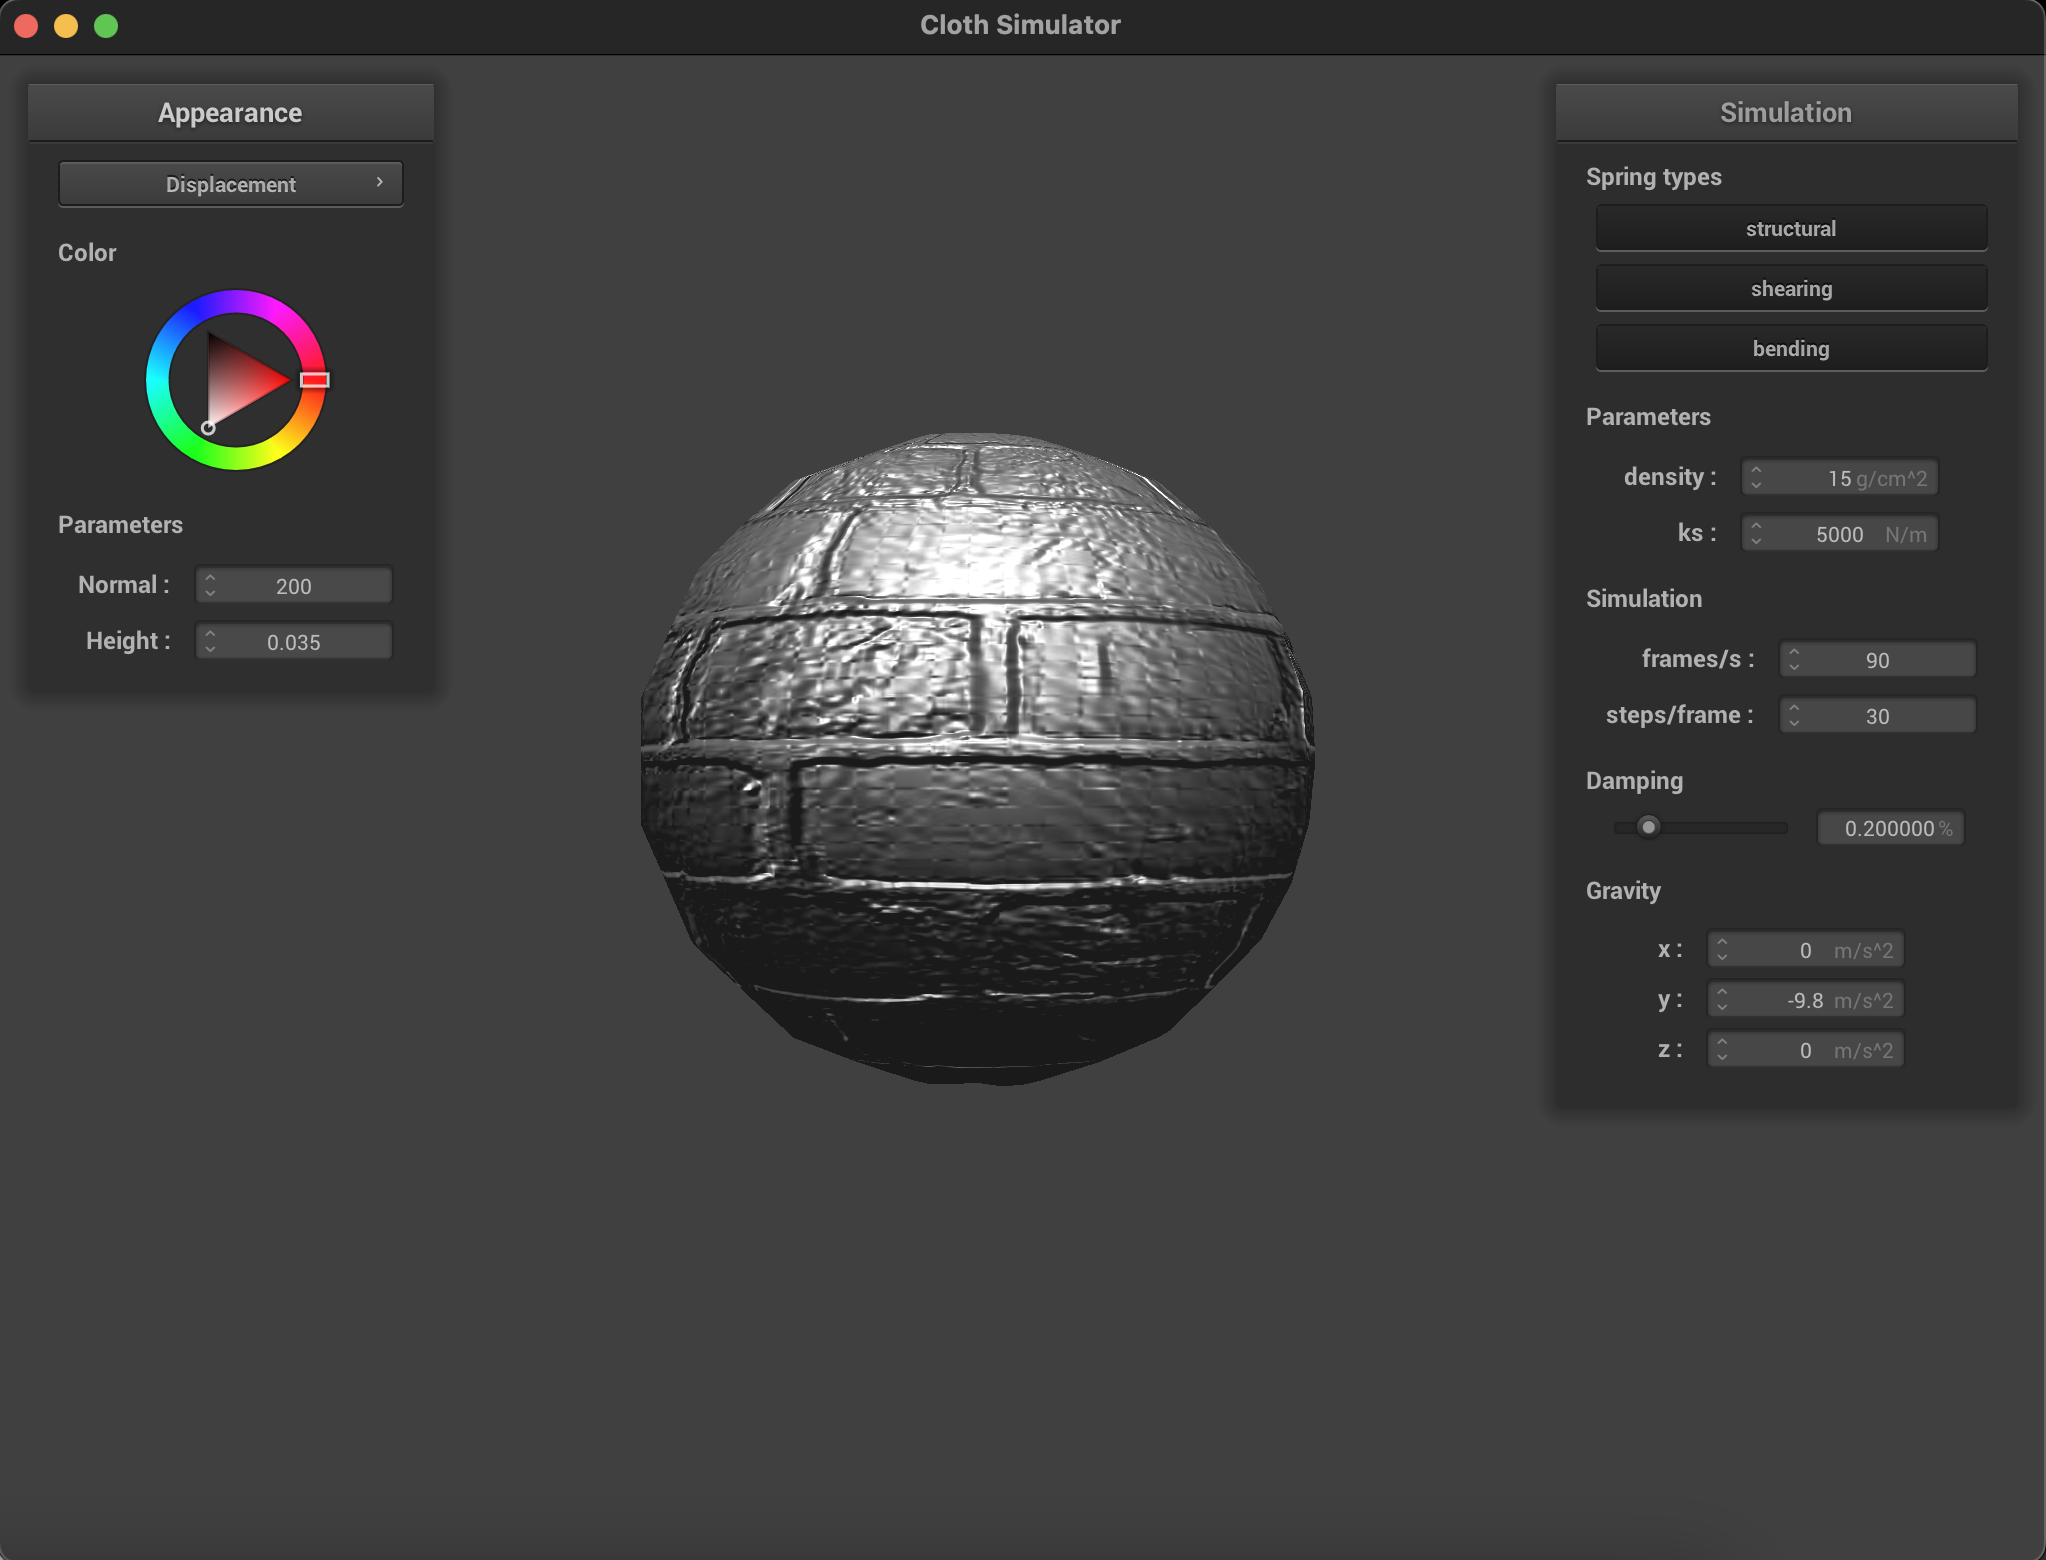 Cloth Simulator
Appearance
Displacement
Color
Parameters
Normal : 200
Height : 0.035
Simulation
Spring types
structural
shearing
bending
Parameters
density : 15 g/cm^2
ks : 5000 N/m
Simulation
frames/s : 90
steps/frame : 30
Damping
0.200000 %
Gravity
x : 0 m/s^2
y : -9.8 m/s^2
z : 0 m/s^2